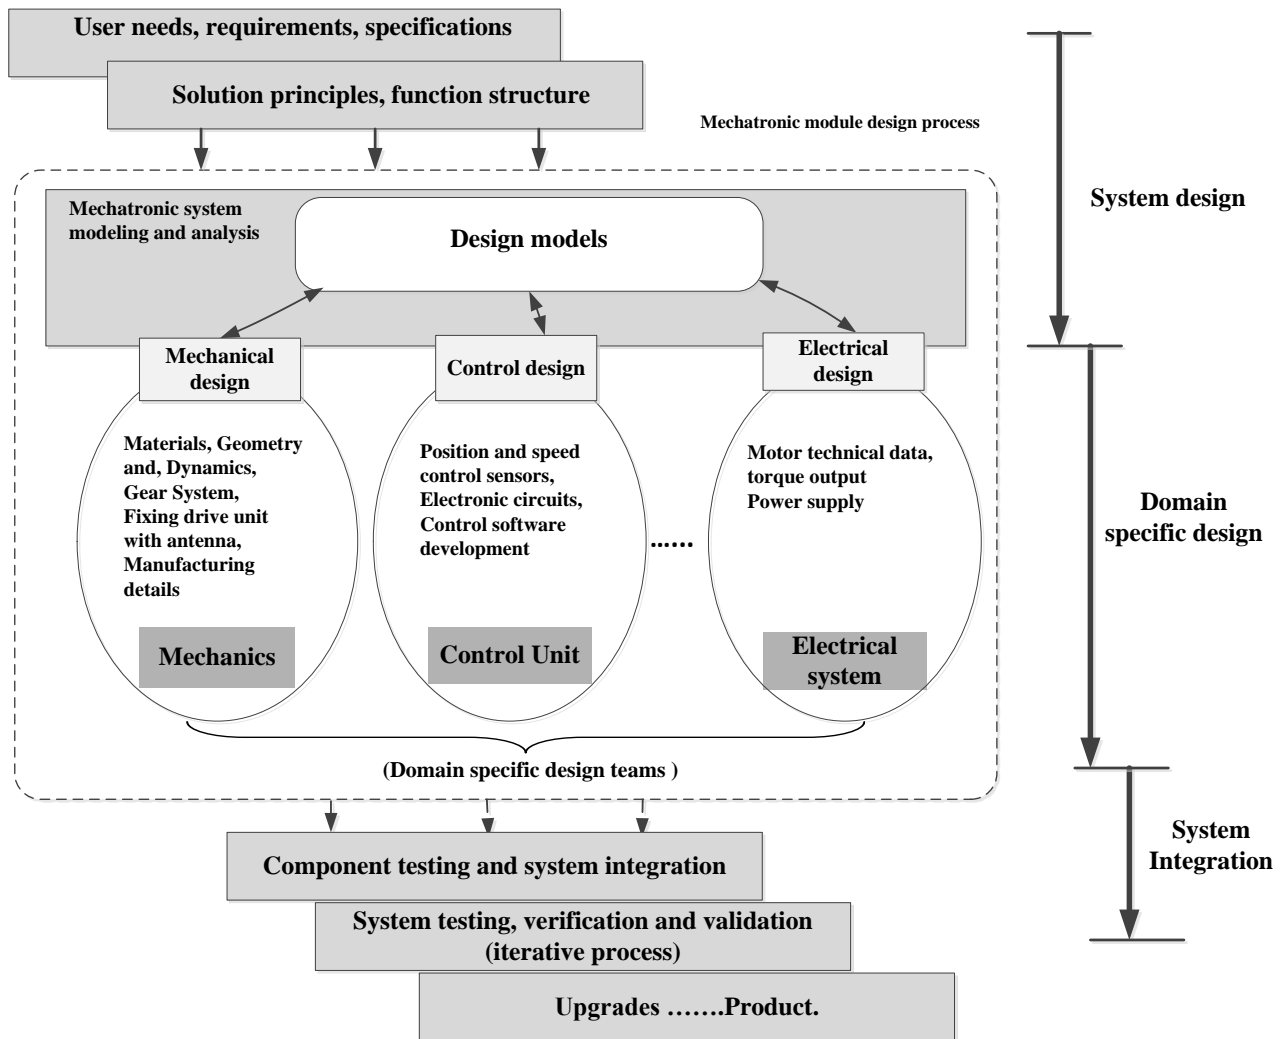 User needs, requirements, specifications
Solution principles, function structure
Mechatronic module design process
System design
Mechatronic system
modeling and analysis
Design models
Mechanical
design
Control design
Electrical
design
Materials, Geometry
and, Dynamics,
Gear System,
Fixing drive unit
with antenna,
Manufacturing
details
Position and speed
control sensors,
Electronic circuits,
Control software
development
......
Motor technical data,
torque output
Power supply
Domain
specific design
Mechanics
Control Unit
Electrical
system
(Domain specific design teams )
System
Integration
Component testing and system integration
System testing, verification and validation
(iterative process)
Upgrades …….Product.